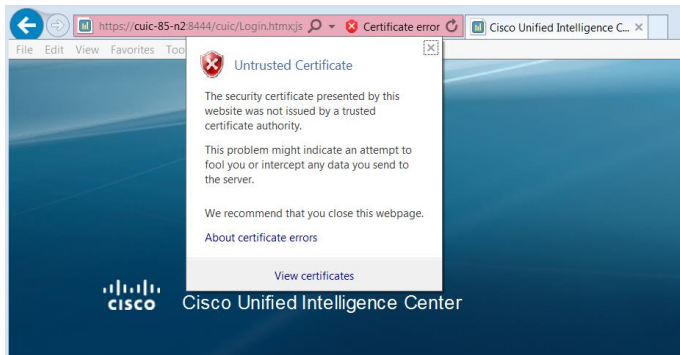 https://cuic-85-n2:8444/cuic/Login.htmx;js
Certificate error
Cisco Unified Intelligence C...
File Edit View Favorites Too
Untrusted Certificate
The security certificate presented by this
website was not issued by a trusted
certificate authority.
This problem might indicate an attempt to
fool you or intercept any data you send to
the server.
We recommend that you close this webpage.
About certificate errors
View certificates
CISCO
Cisco Unified Intelligence Center